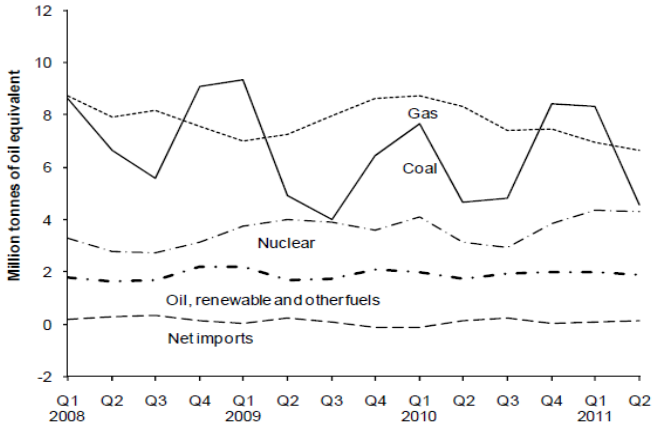 Million tonnes of oil equivalent
12
10
8
6
4
2
0
-2
Gas
Coal
Nuclear
Oil, renewable and other fuels
Net imports
Q1 Q2 Q3 Q4 Q1 Q2 Q3 Q4 Q1 Q2 Q3 Q4 Q1 Q2
2008 2009 2010 2011